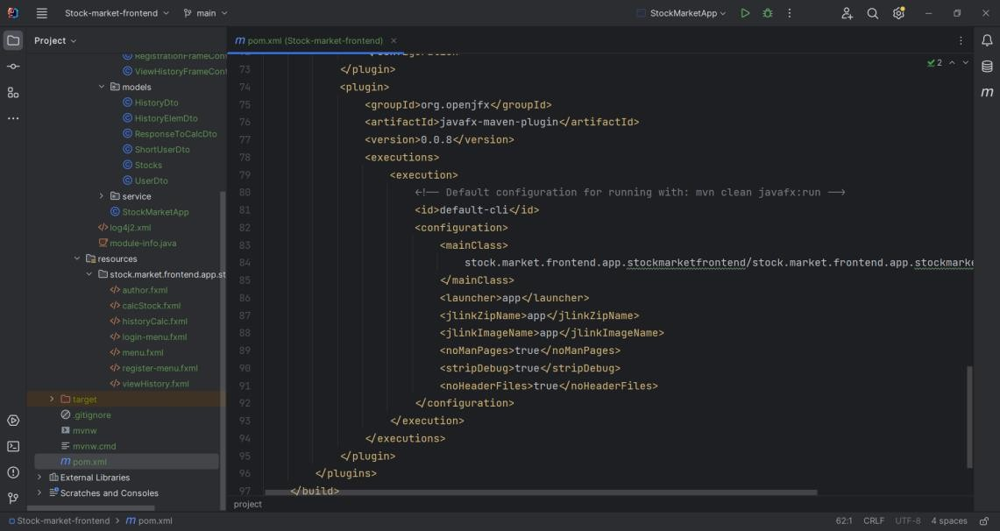 Stock-market-frontend
main
StockMarketApp
Project
pom.xml (Stock-market-frontend)
RegistrationFrameCont
ViewHistoryFrameCont
models
HistoryDto
HistoryElemDto
ResponseToCalcDto
ShortUserDto
Stocks
UserDto
service
StockMarketApp
log4j2.xml
module-info.java
resources
stock.market.frontend.app.st
author.fxml
calcStock.fxml
historyCalc.fxml
login-menu.fxml
menu.fxml
register-menu.fxml
viewHistory.fxml
target
.gitignore
mvnw
mvnw.cmd
pom.xml
External Libraries
Scratches and Consoles
2
73 </plugin>
74 <plugin>
75 <groupId>org.openjfx</groupId>
76 <artifactId>javafx-maven-plugin</artifactId>
77 <version>0.0.8</version>
78 <executions>
79 <execution>
80 <!-- Default configuration for running with: mvn clean javafx:run -->
81 <id>default-cli</id>
82 <configuration>
83 <mainClass>
84 stock.market.frontend.app.stockmarketfrontend/stock.market.frontend.app.stockmarke
85 </mainClass>
86 <launcher>app</launcher>
87 <jlinkZipName>app</jlinkZipName>
88 <jlinkImageName>app</jlinkImageName>
89 <noManPages>true</noManPages>
90 <stripDebug>true</stripDebug>
91 <noHeaderFiles>true</noHeaderFiles>
92 </configuration>
93 </execution>
94 </executions>
95 </plugin>
96 </plugins>
97 </build>
project
Stock-market-frontend > pom.xml
62:1 CRLF UTF-8 4 spaces